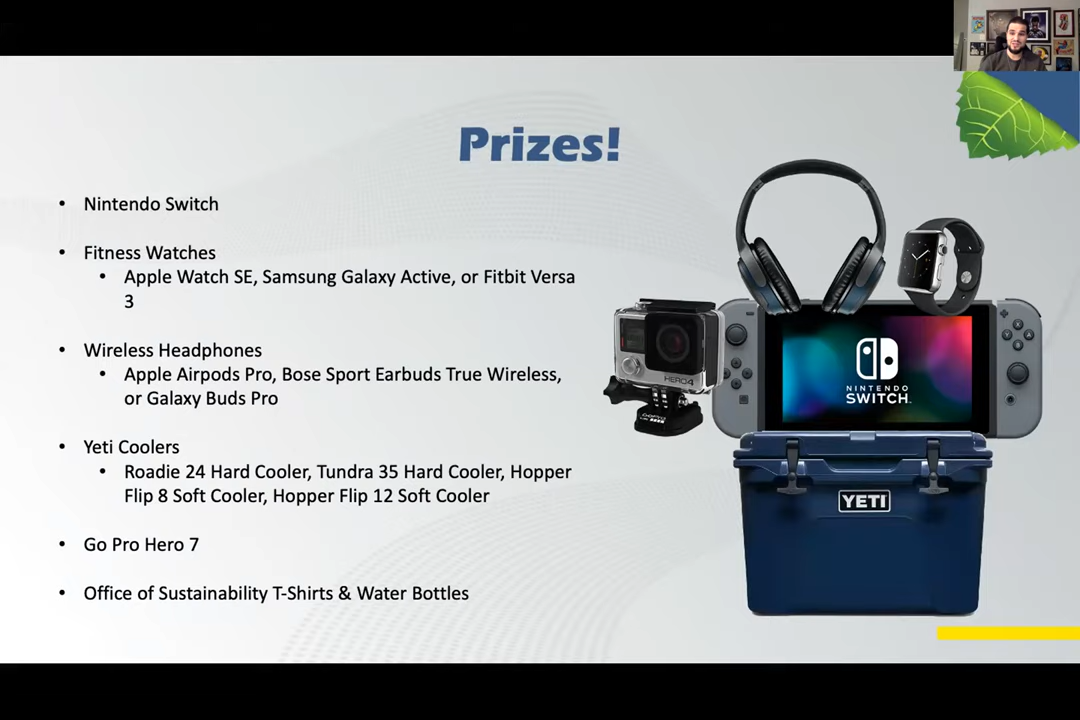 Prizes!
• Nintendo Switch
• Fitness Watches
• Apple Watch SE, Samsung Galaxy Active, or Fitbit Versa
3
• Wireless Headphones
• Apple Airpods Pro, Bose Sport Earbuds True Wireless,
or Galaxy Buds Pro
• Yeti Coolers
• Roadie 24 Hard Cooler, Tundra 35 Hard Cooler, Hopper
Flip 8 Soft Cooler, Hopper Flip 12 Soft Cooler
• Go Pro Hero 7
• Office of Sustainability T-Shirts & Water Bottles
HERO4
GoPro
NINTENDO
SWITCH
YETI